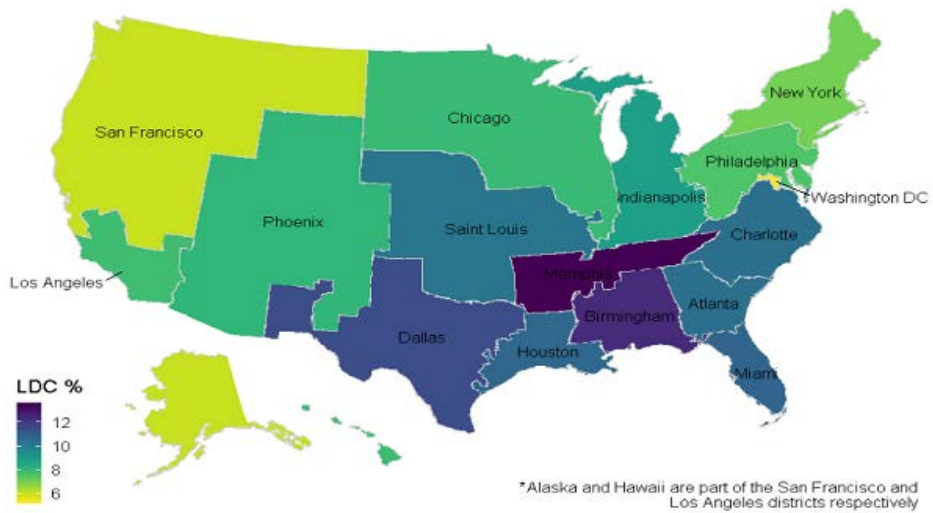 New York
Chicago
San Francisco
Philadelphia
Indianapolis
Washington DC
Phoenix
Saint Louis
Charlotte
Memphis
Los Angeles
Atlanta
Birmingham
Dallas
Houston
Miami
LDC %
12
10
8
6
*Alaska and Hawaii are part of the San Francisco and
Los Angeles districts respectively